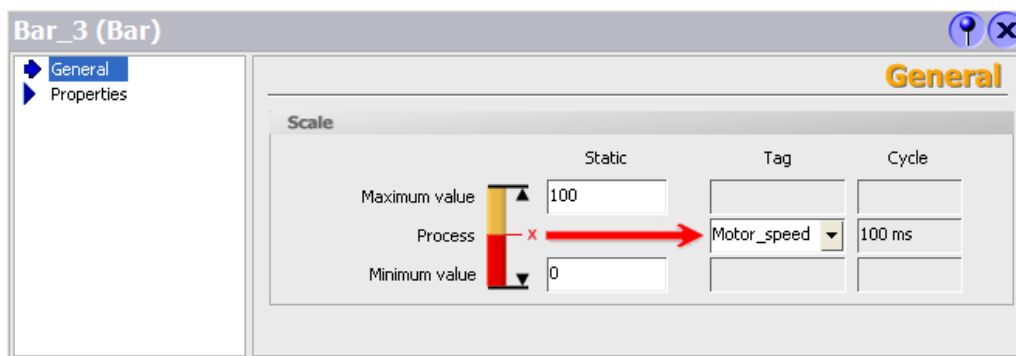 Bar_3 (Bar)
General
Properties
General
Scale
Static Tag Cycle
Maximum value 100
Process x Motor_speed 100 ms
Minimum value 0